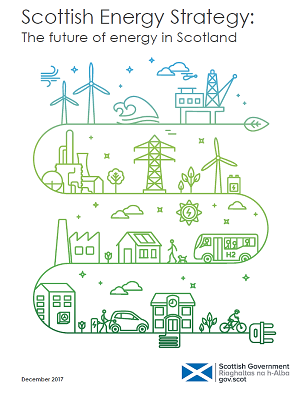 Scottish Energy Strategy:
The future of energy in Scotland
H2
December 2017
Scottish Government
Riaghaltas na h-Alba
gov.scot